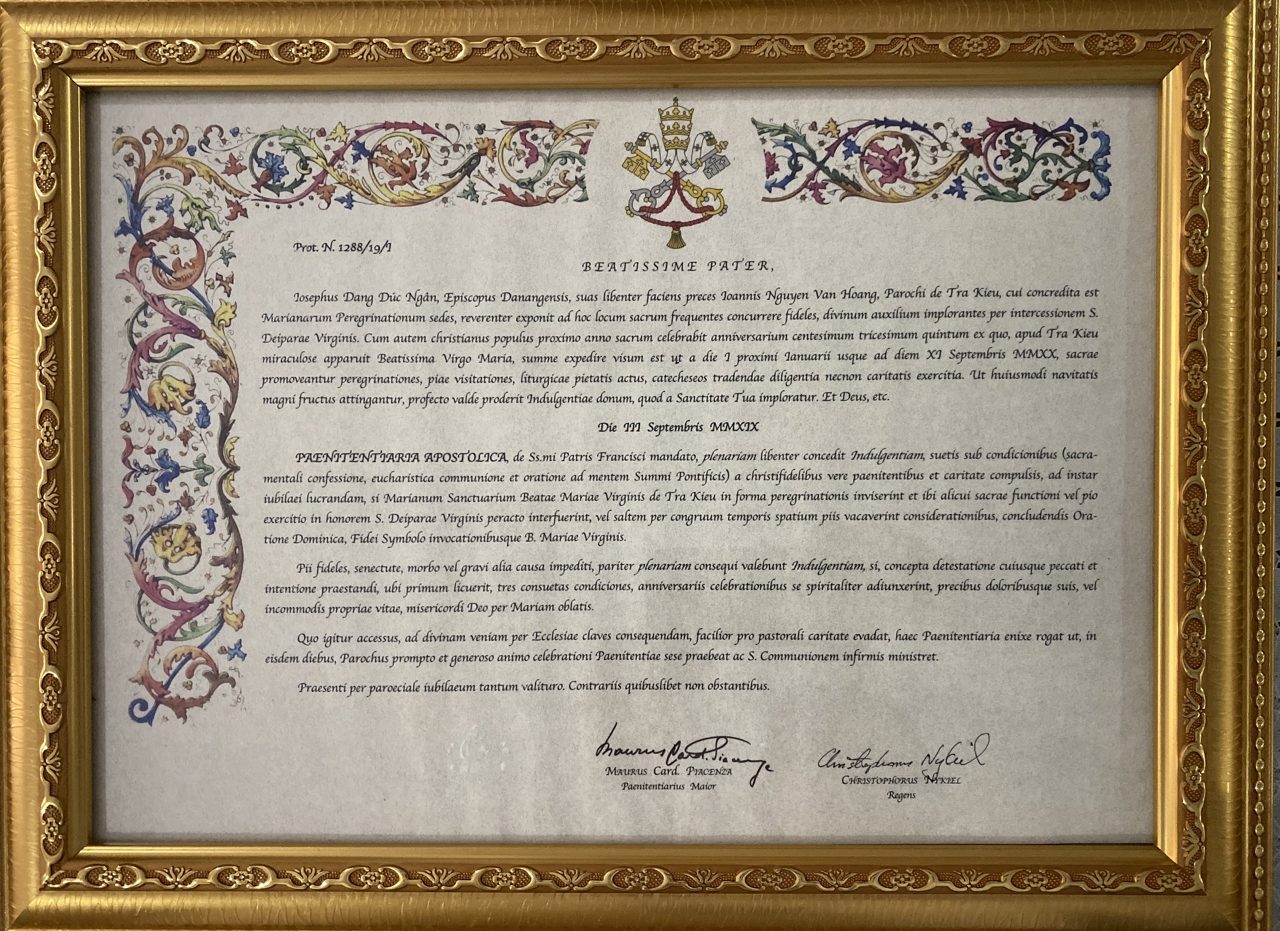 Prot. N. 1288/19/I
BEATISSIME PATER,
Iosephus Dang Dúc Ngân, Episcopus Danangensis, suas libenter faciens preces Ioannis Nguyen Van Hoang, Parochi de Tra Kieu, cui concredita est
Marianarum Peregrinationum sedes, reverenter exponit ad hoc locum sacrum frequentes concurrere fideles, divinum auxilium implorantes per intercessionem S.
Deiparae Virginis. Cum autem christianus populus proximo anno sacrum celebrabit anniversarium centesimum tricesimum quintum ex quo, apud Tra Kieu
miraculose apparuit Beatissima Virgo Maria, summe expedire visum est ut a die I proximi Ianuarii usque ad diem XI Septembris MMXX, sacrae
promoveantur peregrinationes, piae visitationes, liturgicae pietatis actus, catecheseos tradendae diligentia necnon caritatis exercitia. Ut huiusmodi navitatis
magni fructus attingantur, profecto valde proderit Indulgentiae donum, quod a Sanctitate Tua imploratur. Et Deus, etc.
Die III Septembris MMXIX
PAENITENTIARIA APOSTOLICA, de Ss.mi Patris Francisci mandato, plenariam libenter concedit Indulgentiam, suetis sub condicionibus (sacra-
mentali confessione, eucharistica communione et oratione ad mentem Summi Pontificis) a christifidelibus vere paenitentibus et caritate compulsis, ad instar
iubilaei lucrandam, si Marianum Sanctuarium Beatae Mariae Virginis de Tra Kieu in forma peregrinationis inviserint et ibi alicui sacrae functioni vel pio
exercitio in honorem S. Deiparae Virginis peracto interfuerint, vel saltem per congruum temporis spatium piis vacaverint considerationibus, concludendis Ora-
tione Dominica, Fidei Symbolo invocationibusque B. Mariae Virginis.
Pii fideles, senectute, morbo vel gravi alia causa impediti, pariter plenariam consequi valebunt Indulgentiam, si, concepta detestatione cuiusque peccati et
intentione praestandi, ubi primum licuerit, tres consuetas condiciones, anniversariis celebrationibus se spiritaliter adiunxerint, precibus doloribusque suis, vel
incommodis propriae vitae, misericordi Deo per Mariam oblatis.
Quo igitur accessus, ad divinam veniam per Ecclesiae claves consequendam, facilior pro pastorali caritate evadat, haec Paenitentiaria enixe rogat ut, in
eisdem diebus, Parochus prompto et generoso animo celebrationi Paenitentiae sese praebeat ac S. Communionem infirmis ministret.
Praesenti per paroeciale iubilaeum tantum valituro. Contrariis quibuslibet non obstantibus.
Maurus Card. Piacenza
Christophorus Nykiel
MAURUS CARD. PIACENZA
CHRISTOPHORUS NYKIEL
Paenitentiarius Maior
Regens